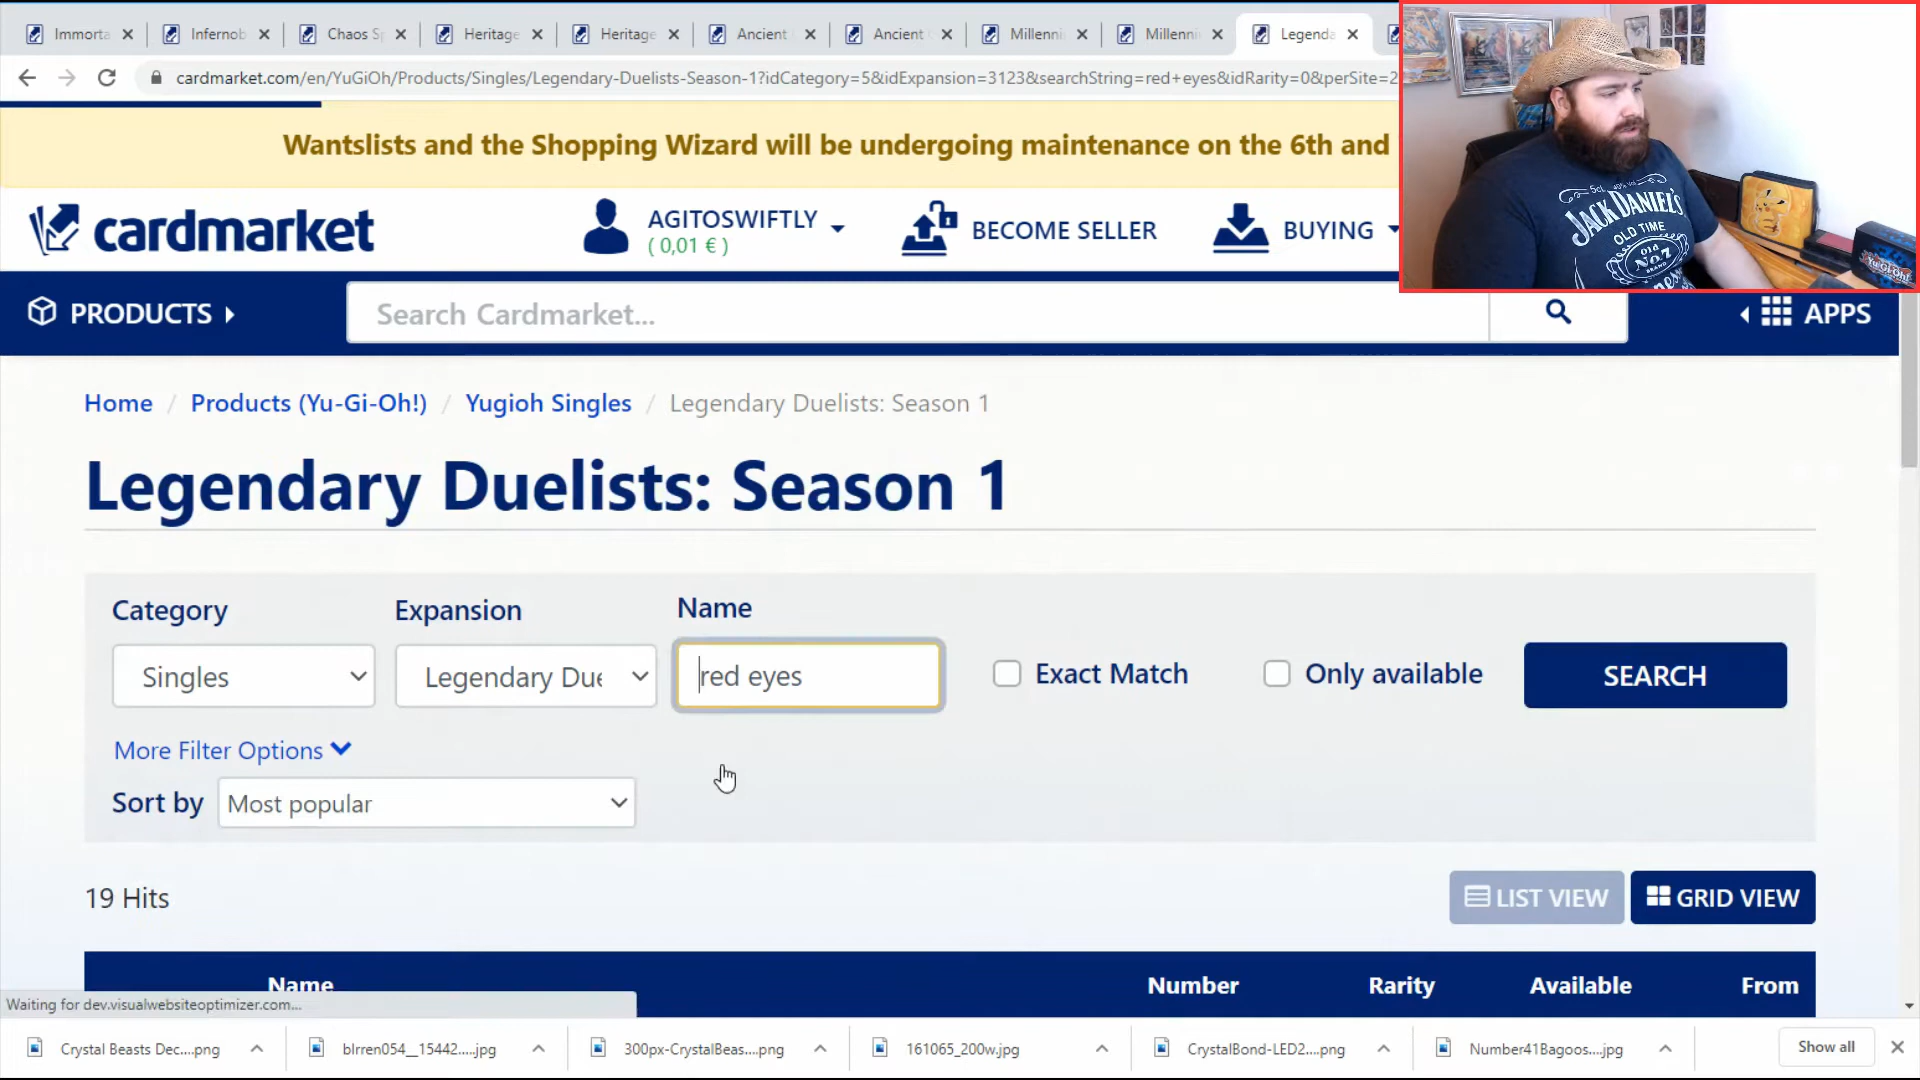 Immorta
Infernob
Chaos Sp
Heritage
Heritage
Ancient
Ancient
Millenni
Millenni
Legenda
cardmarket.com/en/YuGiOh/Products/Singles/Legendary-Duelists-Season-1?idCategory=5&idExpansion=3123&searchString=red+eyes&idRarity=0&perSite=2
Wantslists and the Shopping Wizard will be undergoing maintenance on the 6th and
cardmarket
AGITOSWIFTLY
( 0,01 € )
BECOME SELLER
BUYING
JACK DANIEL'S
OLD TIME
Old
No.7
BRAND
Yu-Gi-Oh!
PRODUCTS
Search Cardmarket...
APPS
Home / Products (Yu-Gi-Oh!) / Yugioh Singles / Legendary Duelists: Season 1
Legendary Duelists: Season 1
Category
Expansion
Name
Singles
Legendary Due
red eyes
Exact Match
Only available
SEARCH
More Filter Options
Sort by
Most popular
19 Hits
LIST VIEW
GRID VIEW
Name
Number
Rarity
Available
From
Waiting for dev.visualwebsiteoptimizer.com...
Crystal Beasts Dec....png
blrren054__15442....jpg
300px-CrystalBeas....png
161065_200w.jpg
CrystalBond-LED2....png
Number41Bagoos....jpg
Show all